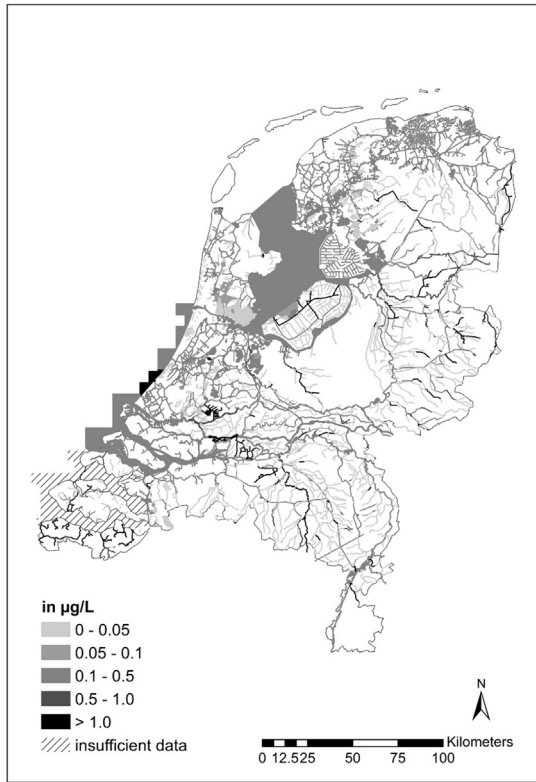 in µg/L
0 - 0.05
0.05 - 0.1
0.1 - 0.5
0.5 - 1.0
> 1.0
insufficient data
N
Kilometers
0 12.525 50 75 100